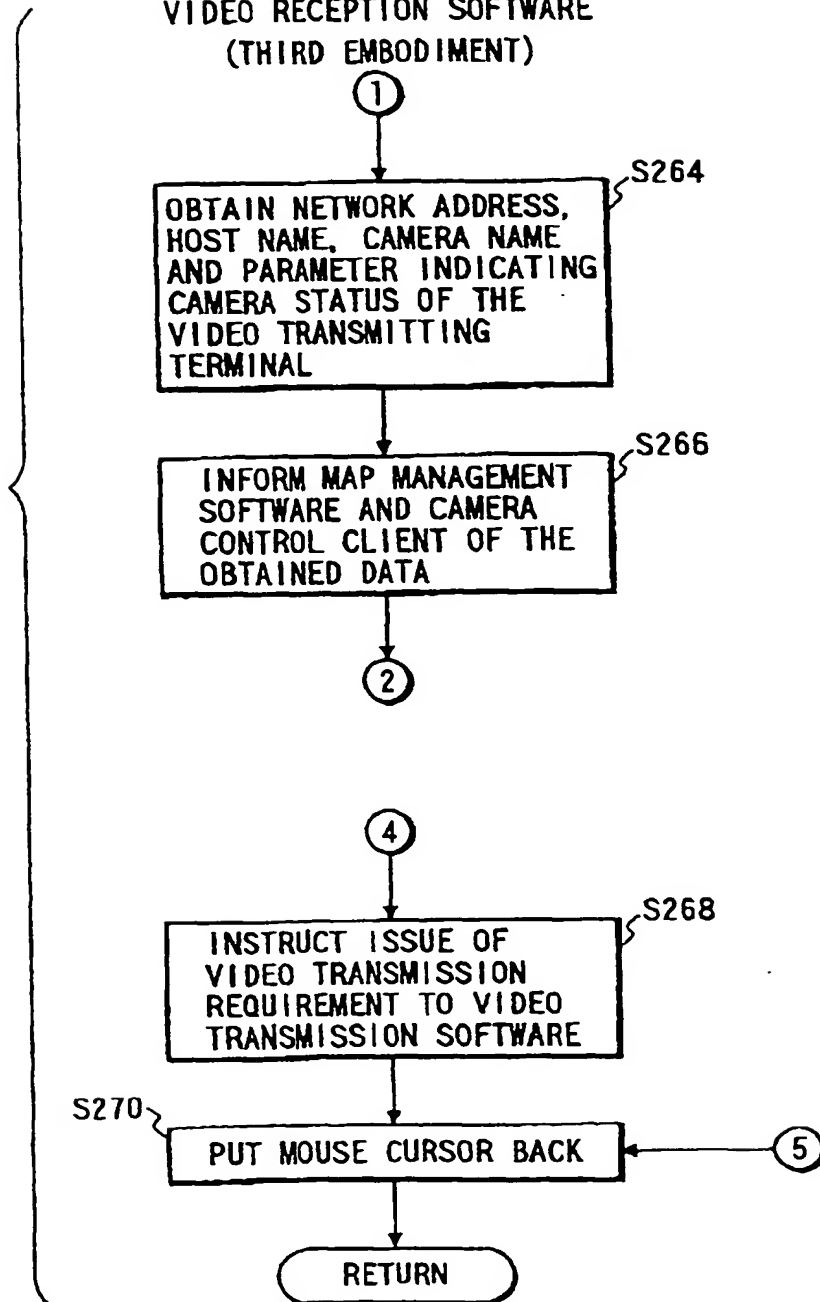 VIDEO RECEPTION SOFTWARE
(THIRD EMBODIMENT)
1
S264
OBTAIN NETWORK ADDRESS,
HOST NAME, CAMERA NAME
AND PARAMETER INDICATING
CAMERA STATUS OF THE
VIDEO TRANSMITTING
TERMINAL
S266
INFORM MAP MANAGEMENT
SOFTWARE AND CAMERA
CONTROL CLIENT OF THE
OBTAINED DATA
2
4
S268
INSTRUCT ISSUE OF
VIDEO TRANSMISSION
REQUIREMENT TO VIDEO
TRANSMISSION SOFTWARE
S270
PUT MOUSE CURSOR BACK
5
RETURN